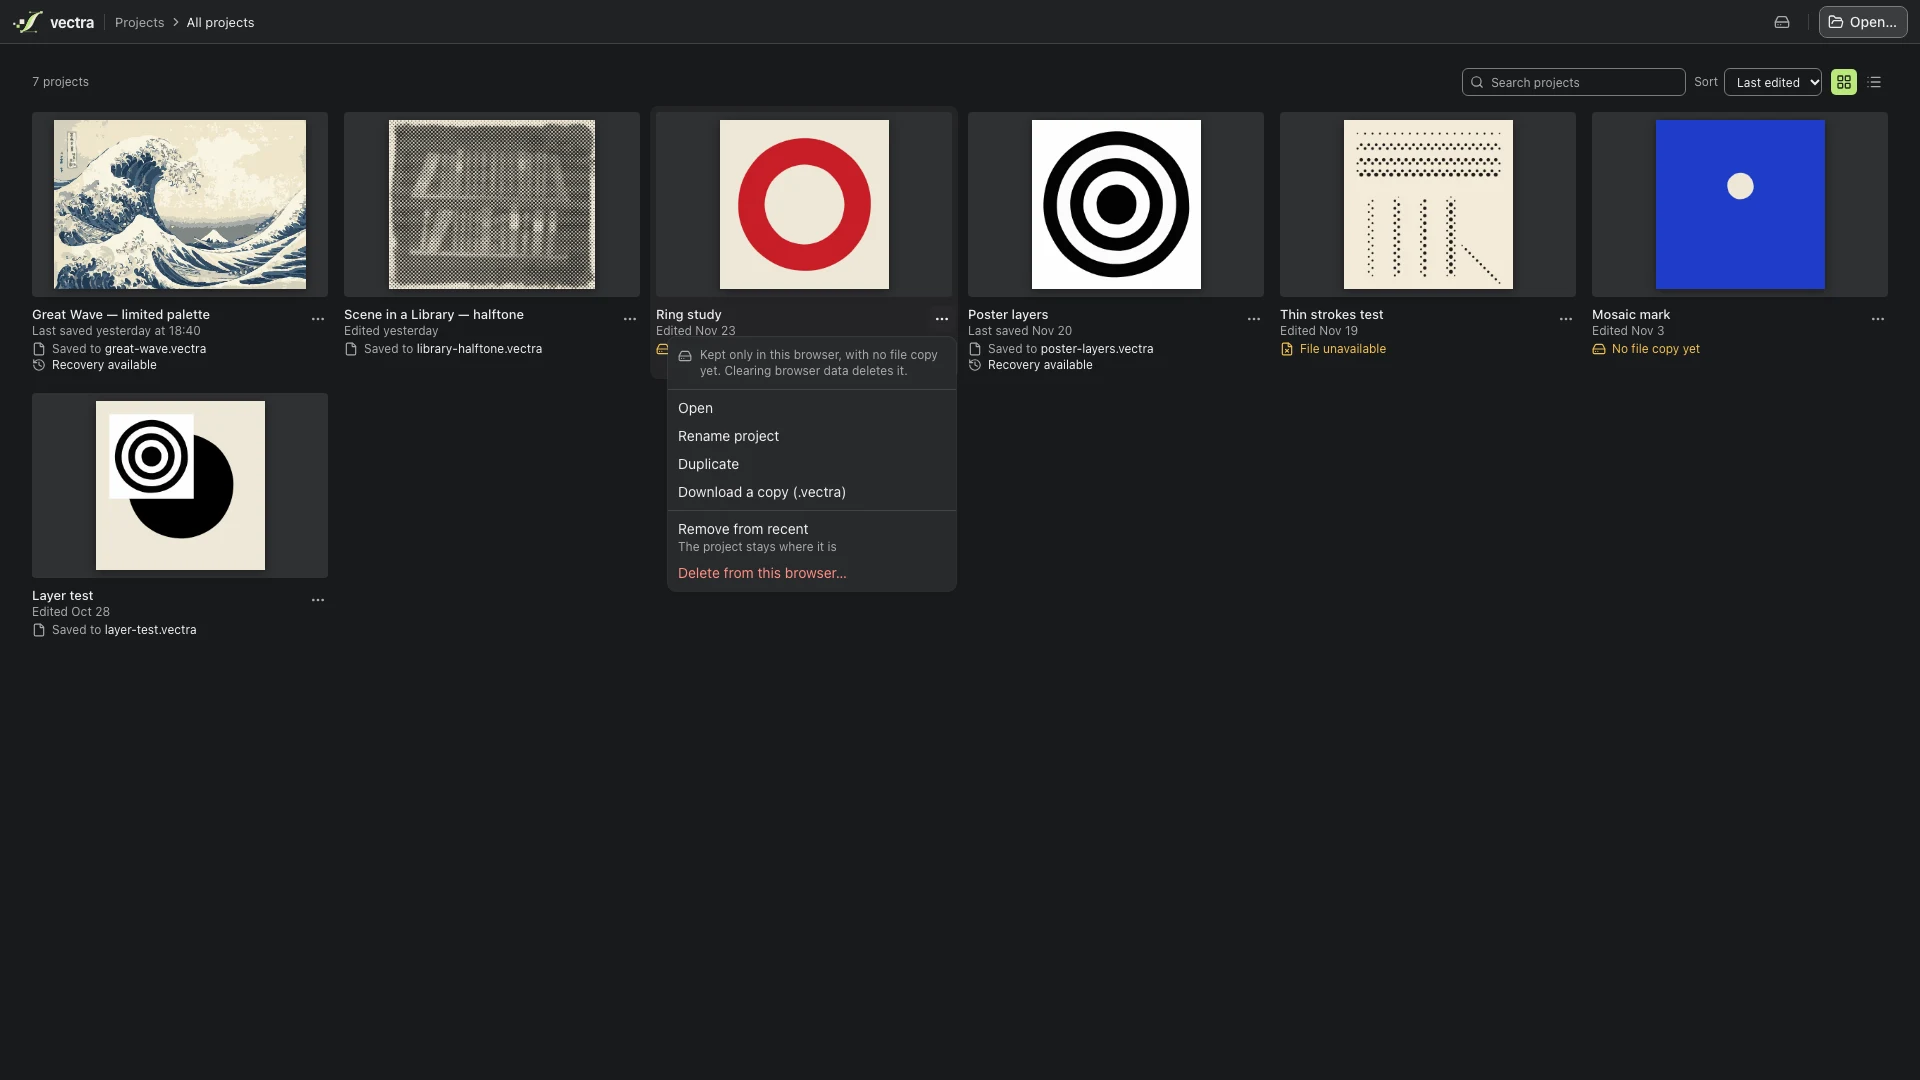 vectra
Projects > All projects
Open...
7 projects
Search projects
Sort
Last edited
Great Wave — limited palette
Last saved yesterday at 18:40
Saved to great-wave.vectra
Recovery available
Scene in a Library — halftone
Edited yesterday
Saved to library-halftone.vectra
Ring study
Edited Nov 23
Poster layers
Last saved Nov 20
Saved to poster-layers.vectra
Recovery available
Thin strokes test
Edited Nov 19
File unavailable
Mosaic mark
Edited Nov 3
No file copy yet
Kept only in this browser, with no file copy
yet. Clearing browser data deletes it.
Open
Rename project
Duplicate
Download a copy (.vectra)
Remove from recent
The project stays where it is
Delete from this browser...
Layer test
Edited Oct 28
Saved to layer-test.vectra